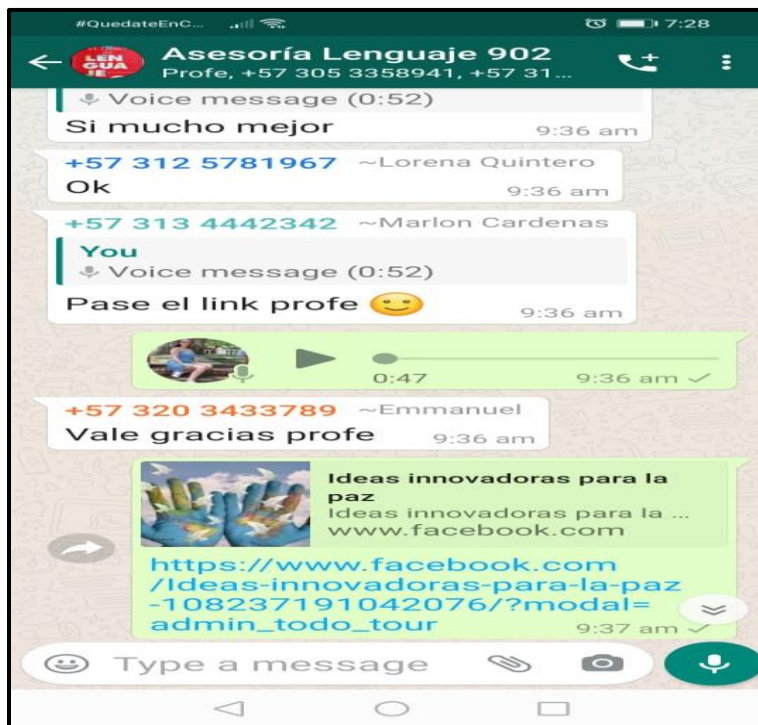 #QuedateEnC... 7:28
LEN
GUA
JE
Asesoría Lenguaje 902
Profe, +57 305 3358941, +57 31...
Voice message (0:52)
Si mucho mejor 9:36 am
+57 312 5781967 ~Lorena Quintero
Ok 9:36 am
+57 313 4442342 ~Marlon Cardenas
You
Voice message (0:52)
Pase el link profe 9:36 am
0:47 9:36 am
+57 320 3433789 ~Emmanuel
Vale gracias profe 9:36 am
Ideas innovadoras para la
paz
Ideas innovadoras para la ...
www.facebook.com
https://www.facebook.com
/Ideas-innovadoras-para-la-paz
-108237191042076/?modal=
admin_todo_tour 9:37 am
Type a message